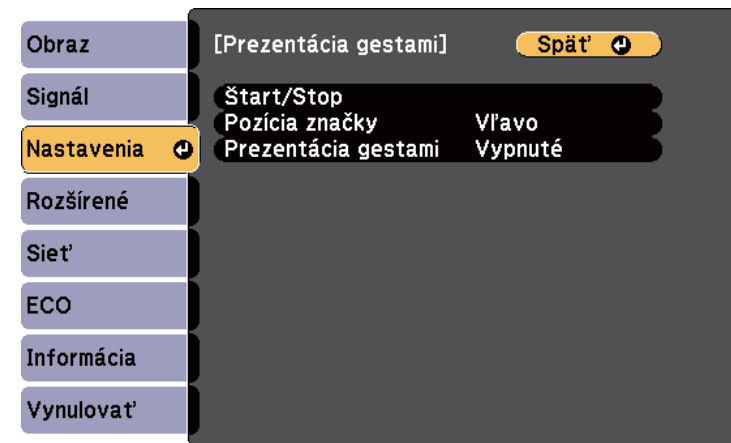 Obraz
Signál
Nastavenia
Rozšírené
Sieť
ECO
Informácia
Vynulovať
[Prezentácia gestami] Späť
Štart/Stop
Pozícia značky Vľavo
Prezentácia gestami Vypnuté